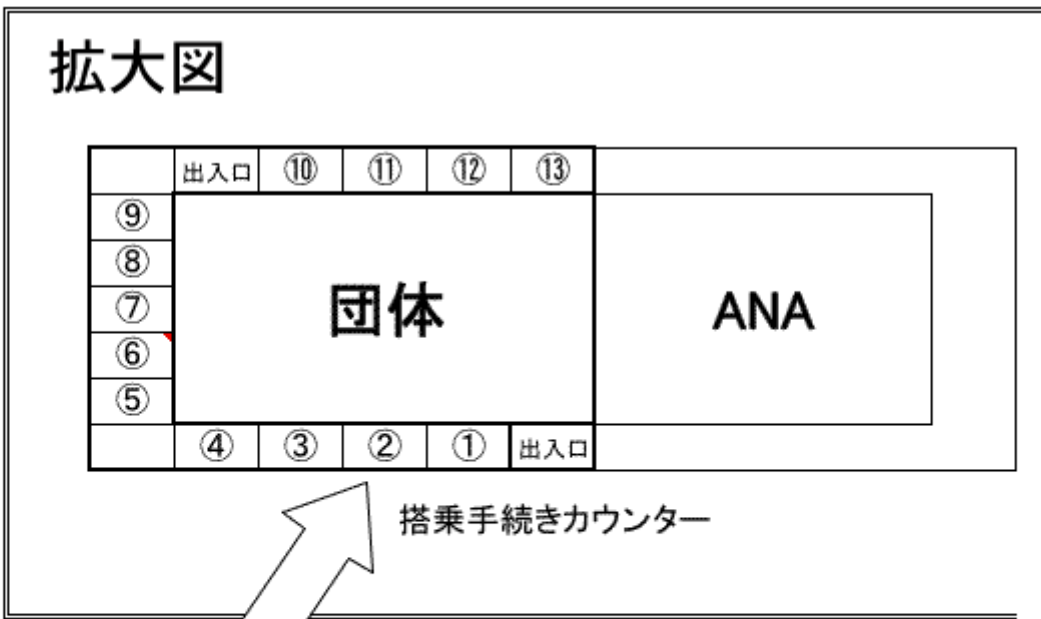 拡大図
出入口 ⑩ ⑪ ⑫ ⑬
⑨
⑧
⑦
⑥
⑤
団体
ANA
④ ③ ② ① 出入口
搭乗手続きカウンター